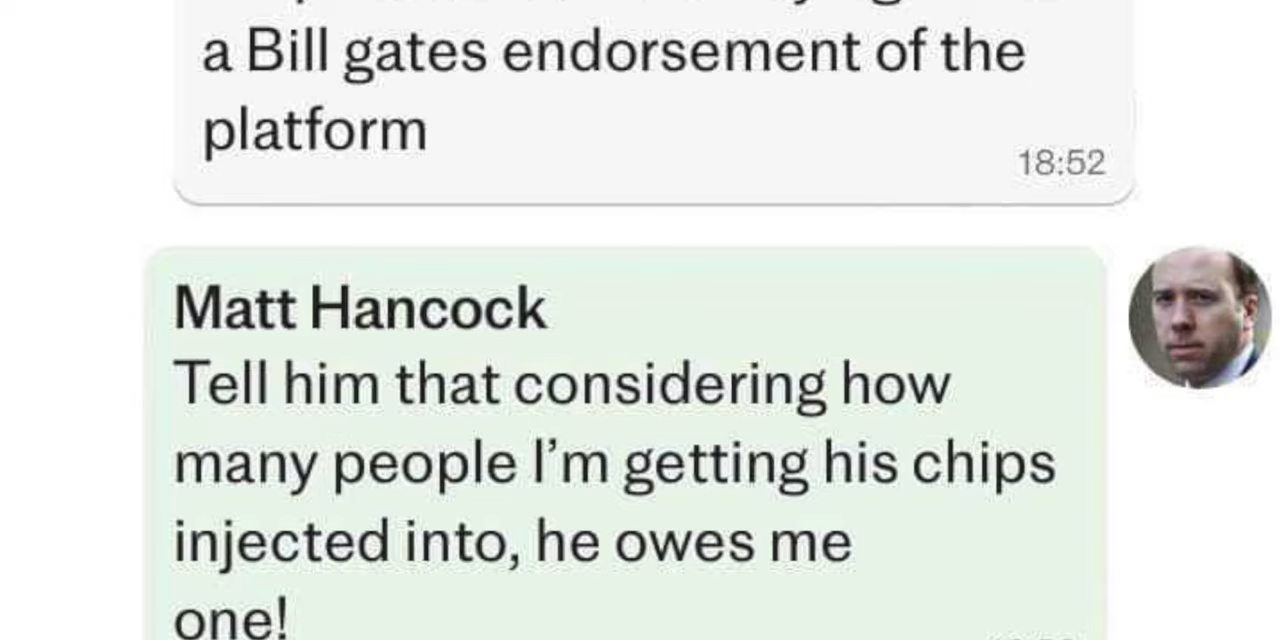 a Bill gates endorsement of the
platform
18:52
Matt Hancock
Tell him that considering how
many people I’m getting his chips
injected into, he owes me
one!